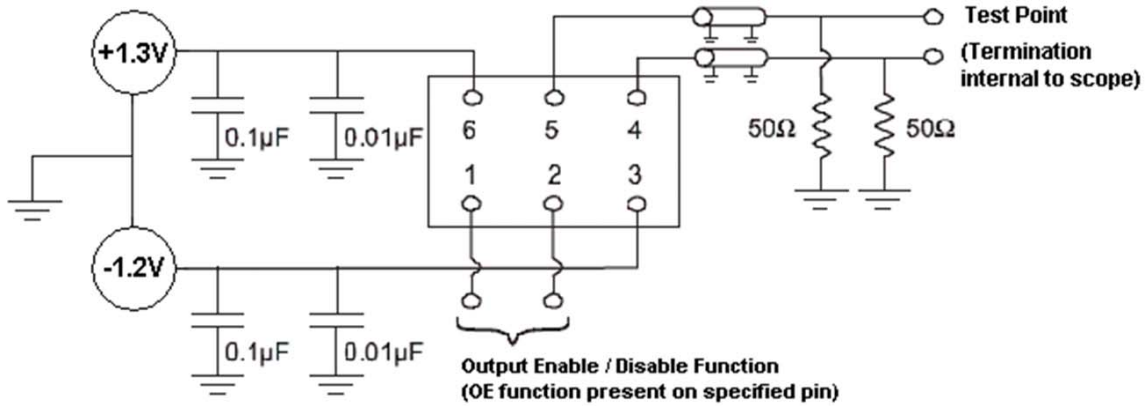 Test Point
+1.3V
(Termination
internal to scope)
6 5 4
50Ω 50Ω
0.1µF 0.01µF
1 2 3
-1.2V
0.1µF 0.01µF
Output Enable / Disable Function
(OE function present on specified pin)